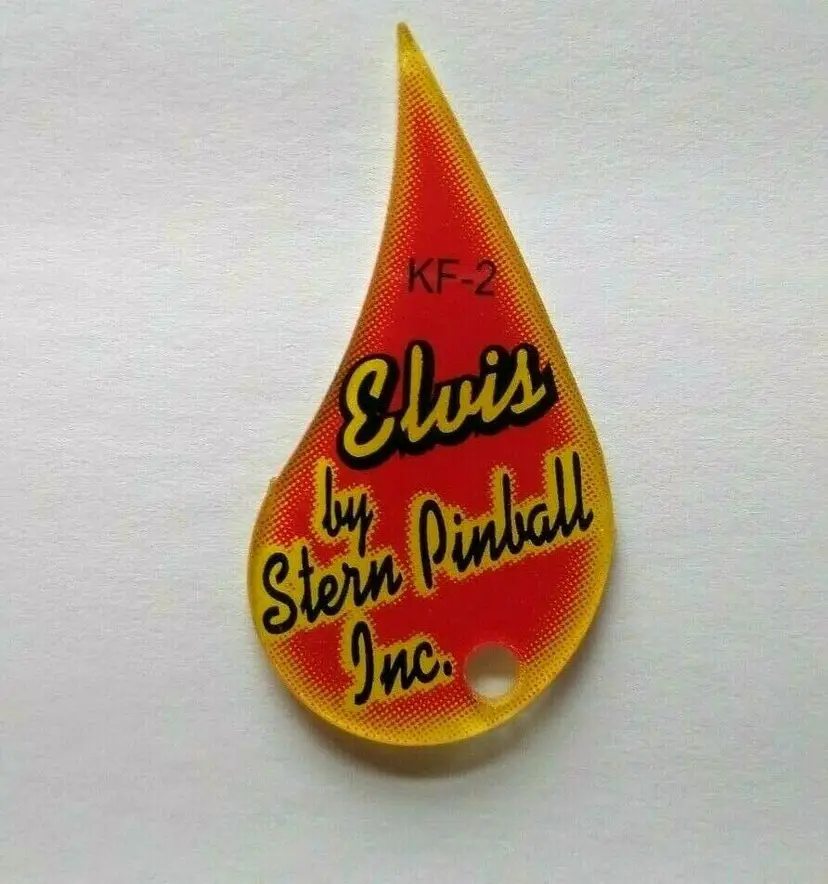 KF-2
Elvis
by
Stern Pinball
Inc.